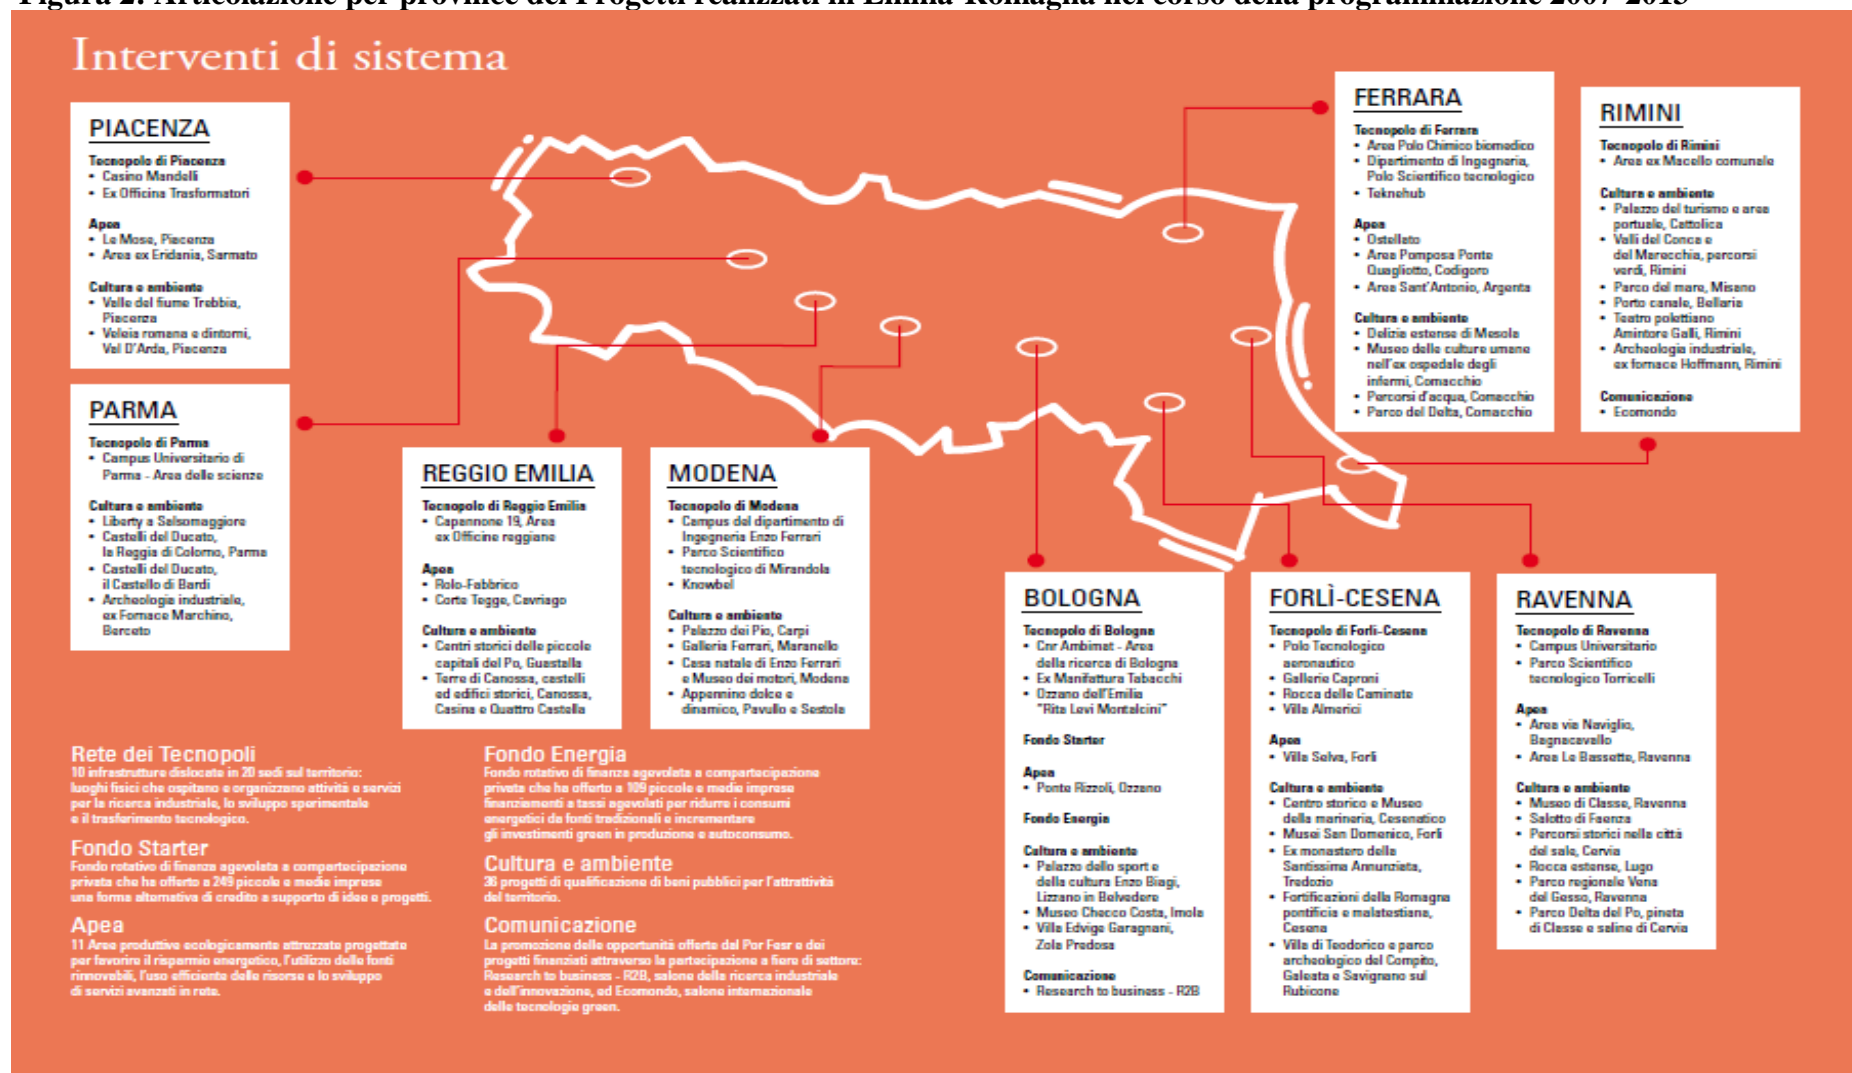 Figura 2: Articolazione per province dei Progetti realizzati in Emilia-Romagna nel corso della programmazione 2007-2013
Interventi di sistema
PIACENZA
Tecnopolo di Piacenza
• Casino Mandelli
• Ex Officina Trasformatori
Apea
• Le Mose, Piacenza
• Area ex Eridania, Sarmato
Cultura e ambiente
• Valle del fiume Trebbia,
Piacenza
• Veleia romana e dintorni,
Val D'Arda, Piacenza
PARMA
Tecnopolo di Parma
• Campus Universitario di
Parma - Area delle scienze
Cultura e ambiente
• Liberty a Salsomaggiore
• Castelli del Ducato,
la Reggia di Colorno, Parma
• Castelli del Ducato,
il Castello di Bardi
• Archeologia industriale,
ex Fornace Marchino,
Berceto
REGGIO EMILIA
Tecnopolo di Reggio Emilia
• Capannone 19, Area
ex Officine reggiane
Apea
• Rolo-Fabbrico
• Corte Tegge, Cavriago
Cultura e ambiente
• Centri storici delle piccole
capitali del Po, Guastalla
• Terre di Canossa, castelli
ed edifici storici, Canossa,
Casina e Quattro Castella
MODENA
Tecnopolo di Modena
• Campus del dipartimento di
Ingegneria Enzo Ferrari
• Parco Scientifico
tecnologico di Mirandola
• Knowbel
Cultura e ambiente
• Palazzo dei Pio, Carpi
• Galleria Ferrari, Maranello
• Casa natale di Enzo Ferrari
e Museo dei motori, Modena
• Appennino dolce e
dinamico, Pavullo e Sestola
FERRARA
Tecnopolo di Ferrara
• Area Polo Chimico biomedico
• Dipartimento di Ingegneria,
Polo Scientifico tecnologico
• Teknehub
Apea
• Ostellato
• Area Pomposa Ponte
Quagliotto, Codigoro
• Area Sant'Antonio, Argenta
Cultura e ambiente
• Delizia estense di Mesola
• Museo delle culture umane
nell'ex ospedale degli
infermi, Comacchio
• Percorsi d'acqua, Comacchio
• Parco del Delta, Comacchio
RIMINI
Tecnopolo di Rimini
• Area ex Macello comunale
Cultura e ambiente
• Palazzo del turismo e area
portuale, Cattolica
• Valli del Conca e
del Marecchia, percorsi
verdi, Rimini
• Parco del mare, Misano
• Porto canale, Bellaria
• Teatro polettiano
Amintore Galli, Rimini
• Archeologia industriale,
ex fornace Hoffmann, Rimini
Comunicazione
• Ecomondo
BOLOGNA
Tecnopolo di Bologna
• Cnr Ambimat - Area
della ricerca di Bologna
• Ex Manifattura Tabacchi
• Ozzano dell'Emilia
"Rita Levi Montalcini"
Fondo Starter
Apea
• Ponte Rizzoli, Ozzano
Fondo Energia
Cultura e ambiente
• Palazzo dello sport e
della cultura Enzo Biagi,
Lizzano in Belvedere
• Museo Checco Costa, Imola
• Villa Edvige Garagnani,
Zola Predosa
Comunicazione
• Research to business - R2B
FORLÌ-CESENA
Tecnopolo di Forlì-Cesena
• Polo Tecnologico
aeronautico
• Gallerie Caproni
• Rocca delle Caminate
• Villa Almerici
Apea
• Villa Selva, Forlì
Cultura e ambiente
• Centro storico e Museo
della marineria, Cesenatico
• Musei San Domenico, Forlì
• Ex monastero della
Santissima Annunziata,
Tredozio
• Fortificazioni della Romagna
pontificia e malatestiana,
Cesena
• Villa di Teodorico e parco
archeologico del Compito,
Galeata e Savignano sul
Rubicone
RAVENNA
Tecnopolo di Ravenna
• Campus Universitario
• Parco Scientifico
tecnologico Torricelli
Apea
• Area via Naviglio,
Bagnacavallo
• Area Le Bassette, Ravenna
Cultura e ambiente
• Museo di Classe, Ravenna
• Salotto di Faenza
• Percorsi storici nella città
del sale, Cervia
• Rocca estense, Lugo
• Parco regionale Vena
del Gesso, Ravenna
• Parco Delta del Po, pineta
di Classe e saline di Cervia
Rete dei Tecnopoli
10 infrastrutture dislocate in 20 sedi sul territorio:
luoghi fisici che ospitano e organizzano attività e servizi
per la ricerca industriale, lo sviluppo sperimentale
e il trasferimento tecnologico.
Fondo Starter
Fondo rotativo di finanza agevolata a compartecipazione
privata che ha offerto a 249 piccole e medie imprese
una forma alternativa di credito a supporto di idee e progetti.
Apea
11 Aree produttive ecologicamente attrezzate progettate
per favorire il risparmio energetico, l'utilizzo delle fonti
rinnovabili, l'uso efficiente delle risorse e lo sviluppo
di servizi avanzati in rete.
Fondo Energia
Fondo rotativo di finanza agevolata a compartecipazione
privata che ha offerto a 109 piccole e medie imprese
finanziamenti a tassi agevolati per ridurre i consumi
energetici da fonti tradizionali e incrementare
gli investimenti green in produzione e autoconsumo.
Cultura e ambiente
36 progetti di qualificazione di beni pubblici per l'attrattività
del territorio.
Comunicazione
La promozione delle opportunità offerte dal Por Fesr e dei
progetti finanziati attraverso la partecipazione a fiere di settore:
Research to business - R2B, salone della ricerca industriale
e dell'innovazione, ed Ecomondo, salone internazionale
delle tecnologie green.